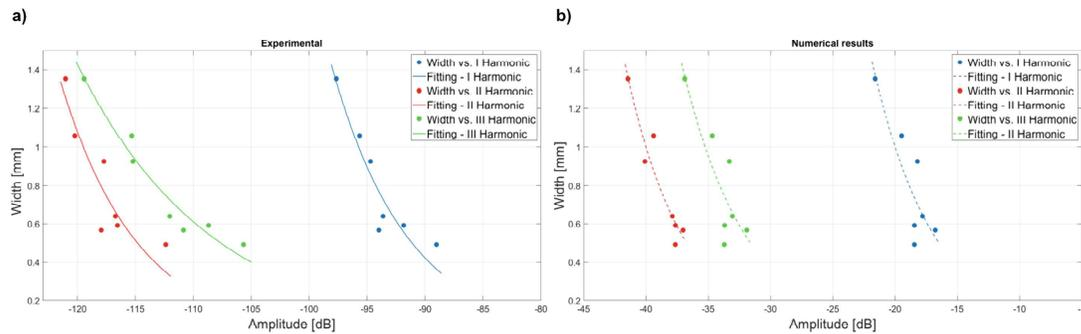 a)
Experimental
Width vs. I Harmonic
Fitting - I Harmonic
Width vs. II Harmonic
Fitting - II Harmonic
Width vs. III Harmonic
Fitting - III Harmonic
Width [mm]
1.4
1.2
1
0.8
0.6
0.4
0.2
-120 -115 -110 -105 -100 -95 -90 -85 -80
Amplitude [dB]
b)
Numerical results
Width vs. I Harmonic
Fitting - I Harmonic
Width vs. II Harmonic
Fitting - II Harmonic
Width vs. III Harmonic
Fitting - II Harmonic
Width [mm]
1.4
1.2
1
0.8
0.6
0.4
0.2
-45 -40 -35 -30 -25 -20 -15 -10 -5
Amplitude [dB]